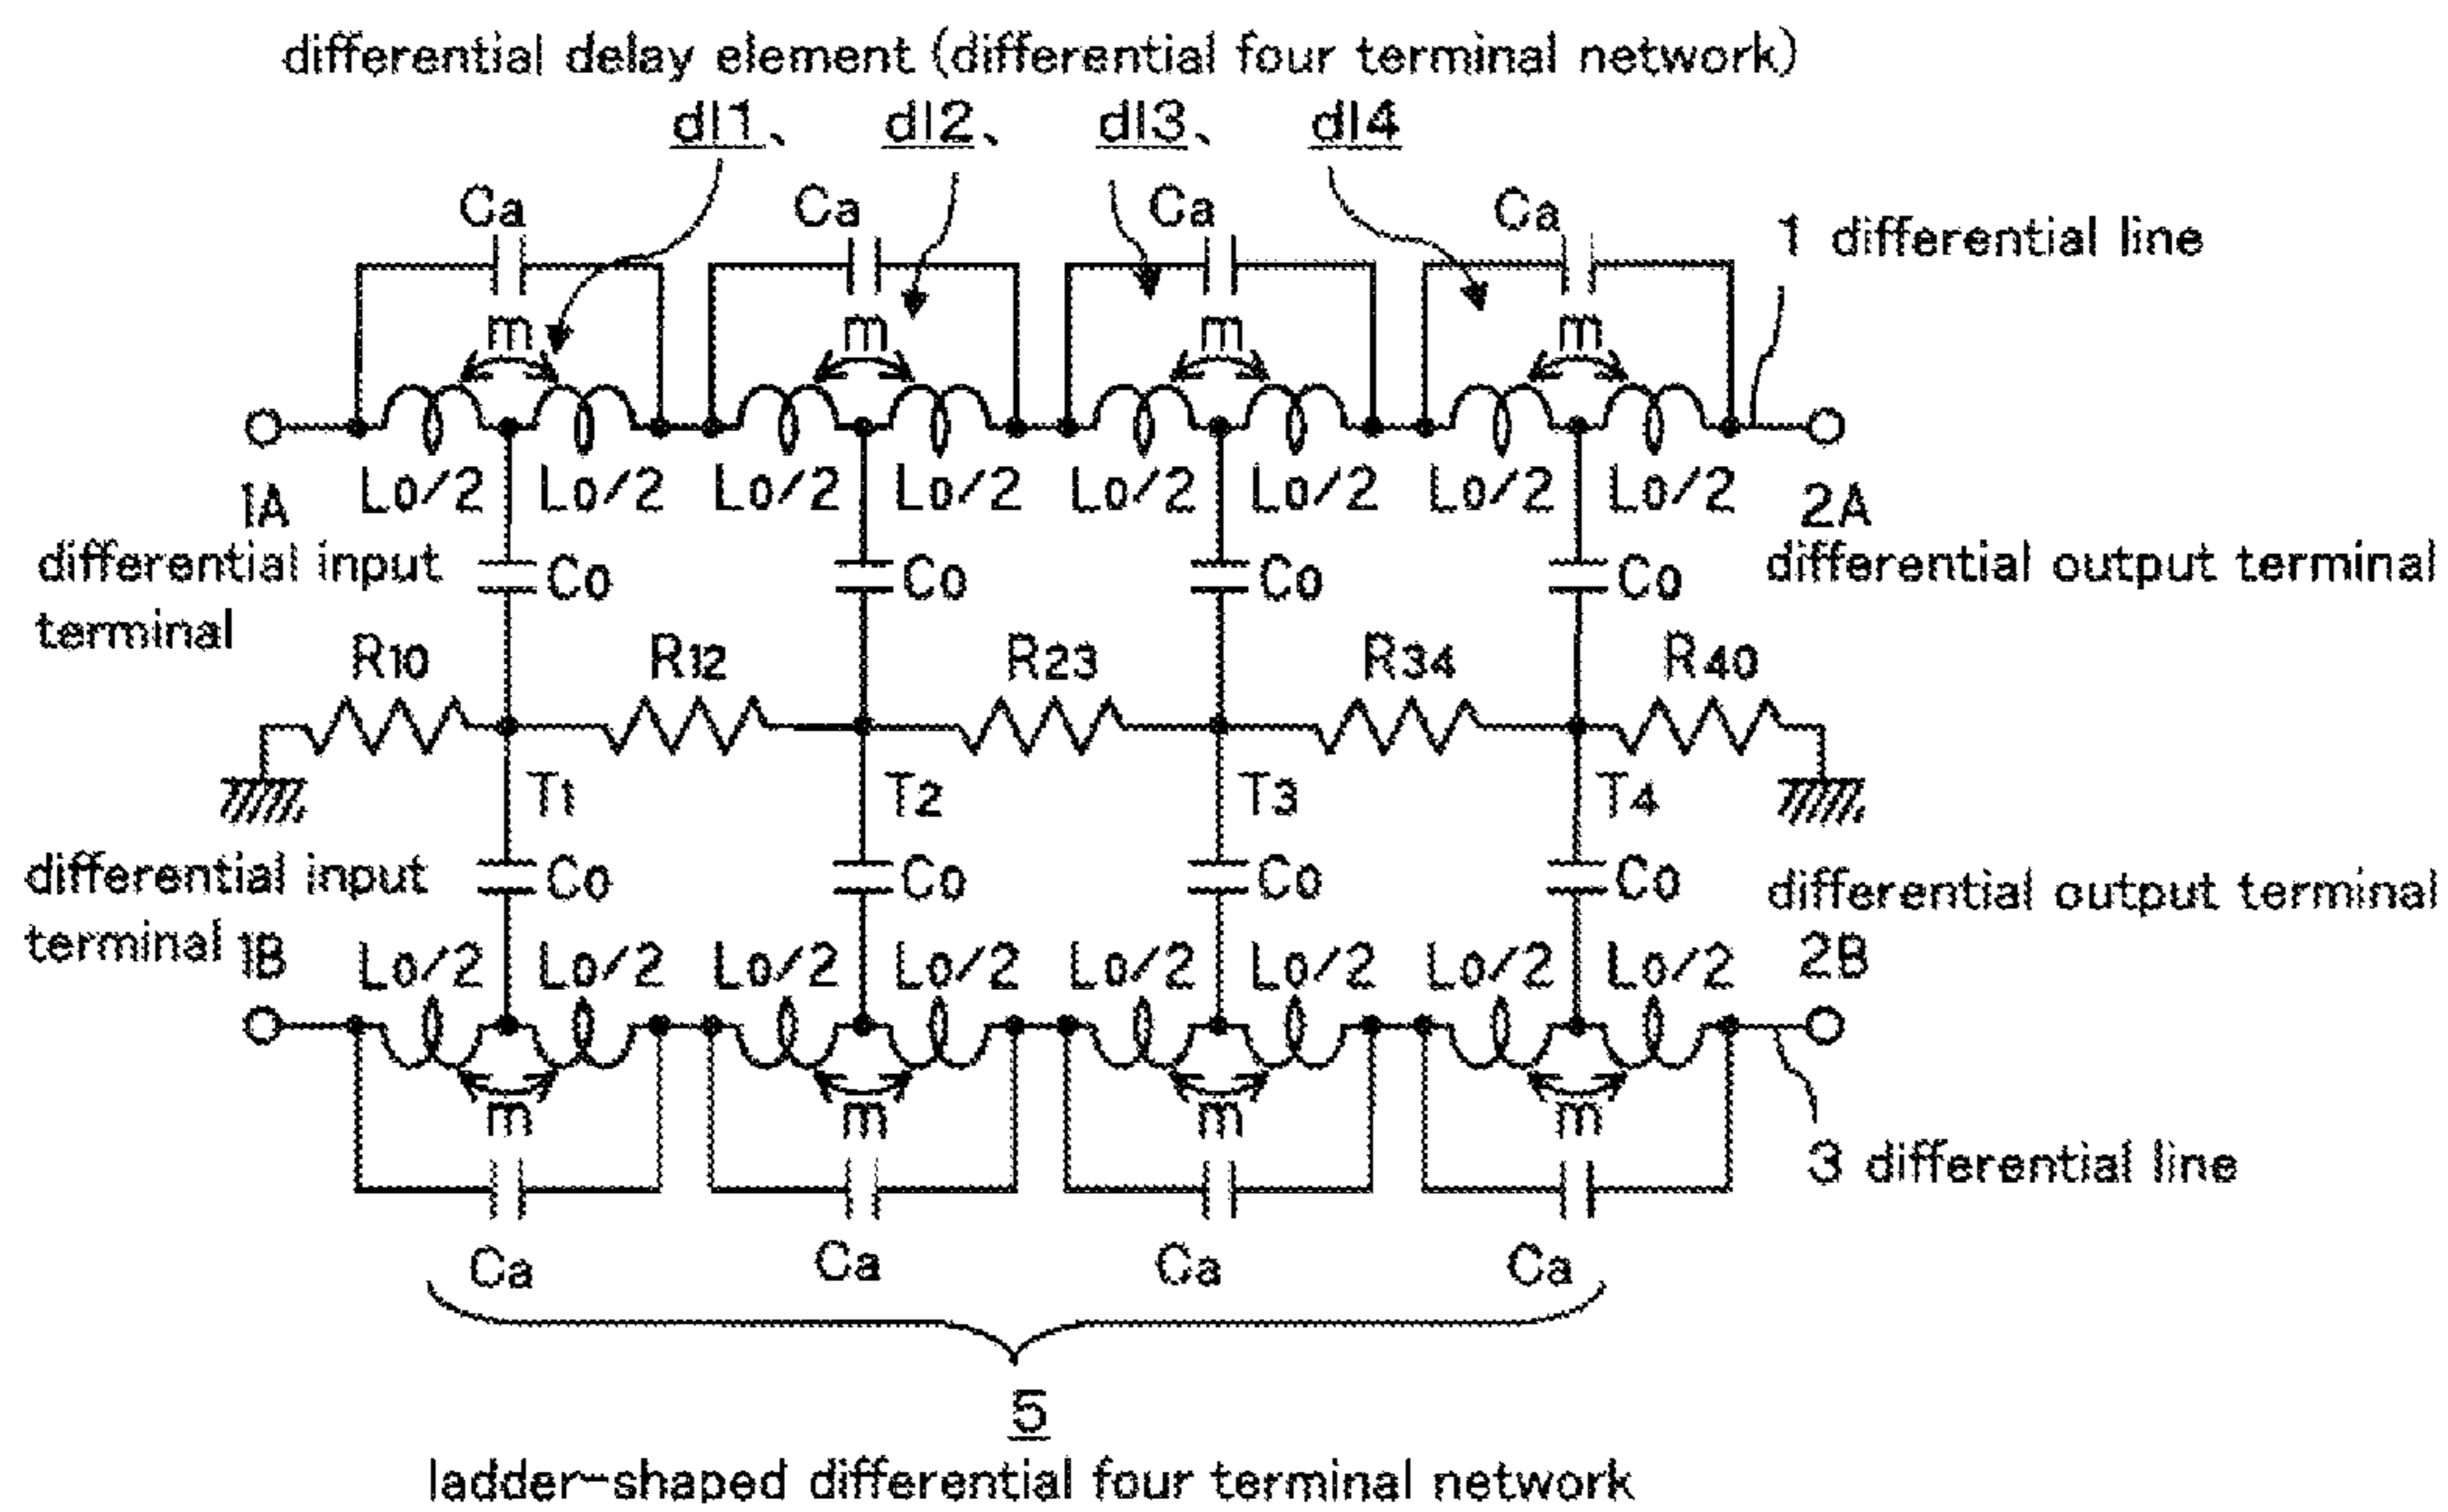 differential delay element (differential four terminal network)
dl1、 dl2、 dl3、 dl4
Ca Ca Ca Ca
1 differential line
m m m m
Lo/2 Lo/2 Lo/2 Lo/2 Lo/2 Lo/2 Lo/2 Lo/2
1A
2A
differential input
terminal
differential output terminal
Co Co Co Co
R10 R12 R23 R34 R40
T1 T2 T3 T4
differential input
terminal 1B
Co Co Co Co
differential output terminal
2B
Lo/2 Lo/2 Lo/2 Lo/2 Lo/2 Lo/2 Lo/2 Lo/2
m m m m
3 differential line
Ca Ca Ca Ca
5
ladder-shaped differential four terminal network